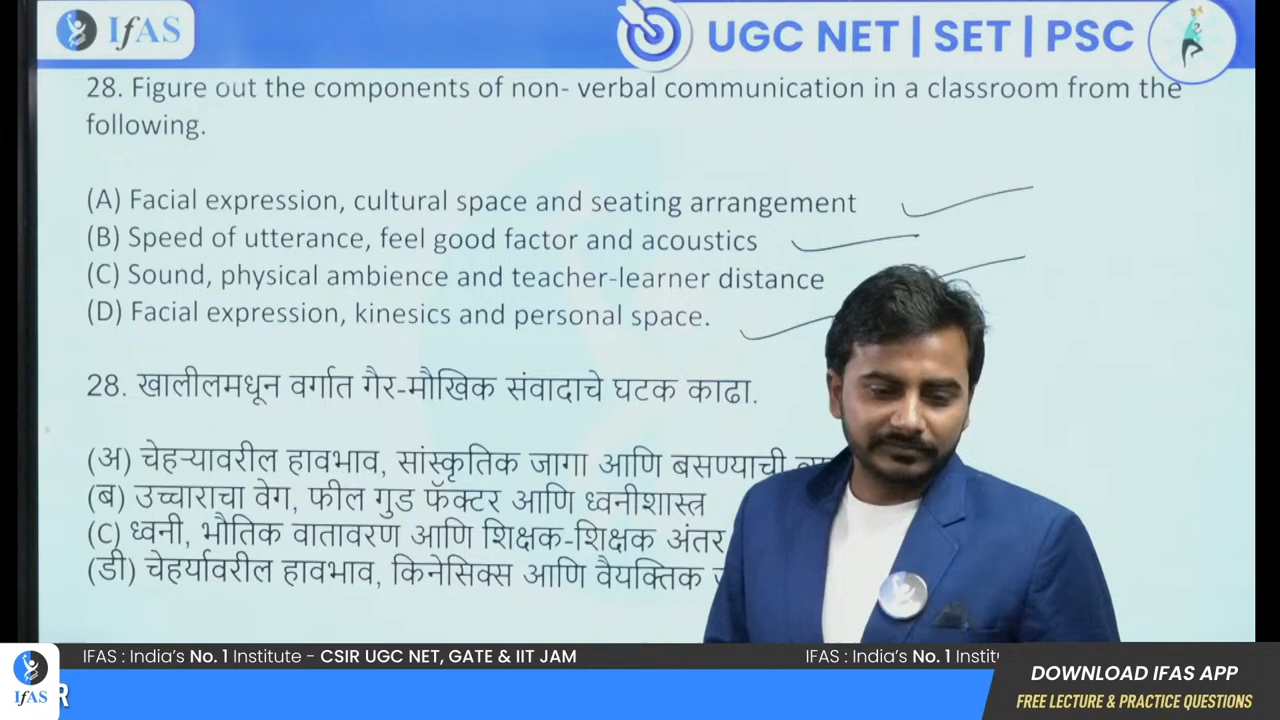 IfAS
UGC NET | SET | PSC
28. Figure out the components of non- verbal communication in a classroom from the
following.
(A) Facial expression, cultural space and seating arrangement
(B) Speed of utterance, feel good factor and acoustics
(C) Sound, physical ambience and teacher-learner distance
(D) Facial expression, kinesics and personal space.
28. खालीलमधून वर्गात गैर-मौखिक संवादाचे घटक काढा.
(अ) चेहऱ्यावरील हावभाव, सांस्कृतिक जागा आणि बसण्याची
(ब) उच्चाराचा वेग, फील गुड फॅक्टर आणि ध्वनीशास्त्र
(C) ध्वनी, भौतिक वातावरण आणि शिक्षक-शिक्षक अंतर
(डी) चेहर्यावरील हावभाव, किनेसिक्स आणि वैयक्तिक
IFAS : India's No. 1 Institute - CSIR UGC NET, GATE & IIT JAM
IFAS : India's No. 1
DOWNLOAD IFAS APP
FREE LECTURE & PRACTICE QUESTIONS
IfAS
R